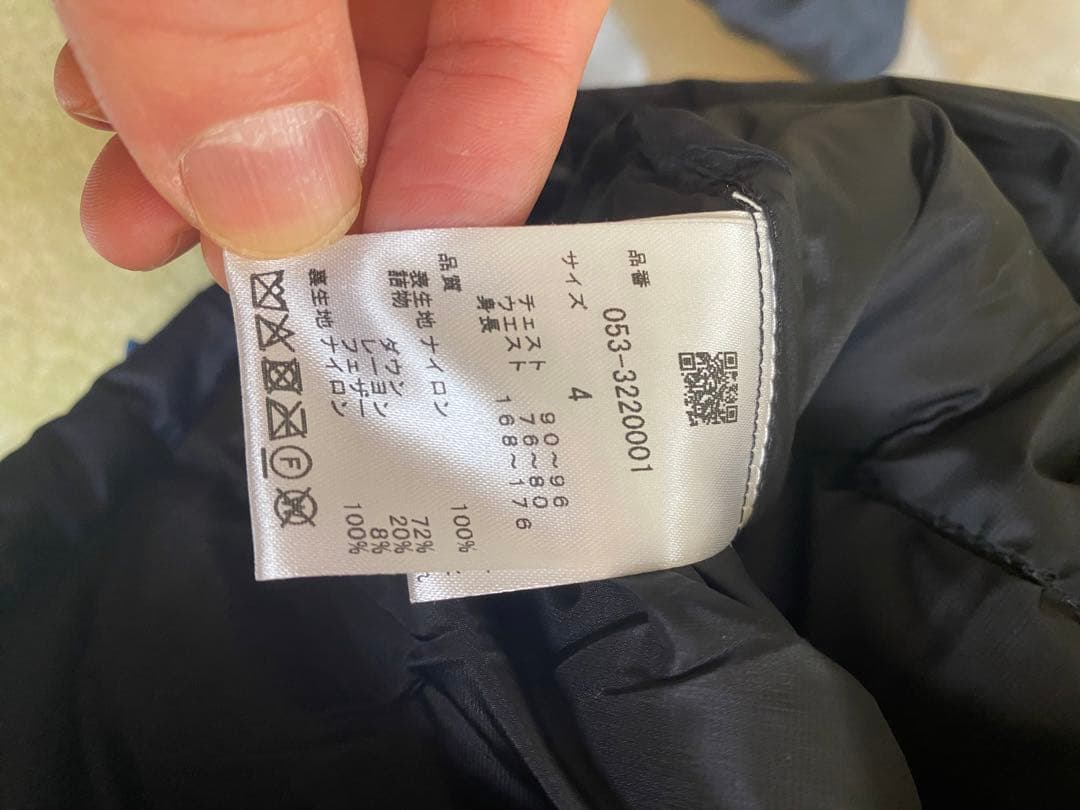 品番 053-3220001
サイズ 4
チェスト 90~96
ウエスト 76~80
身長 168~176
品質
表生地 ナイロン 100%
詰物 ダウン 72%
レーヨン 20%
フェザー 8%
裏生地 ナイロン 100%
F